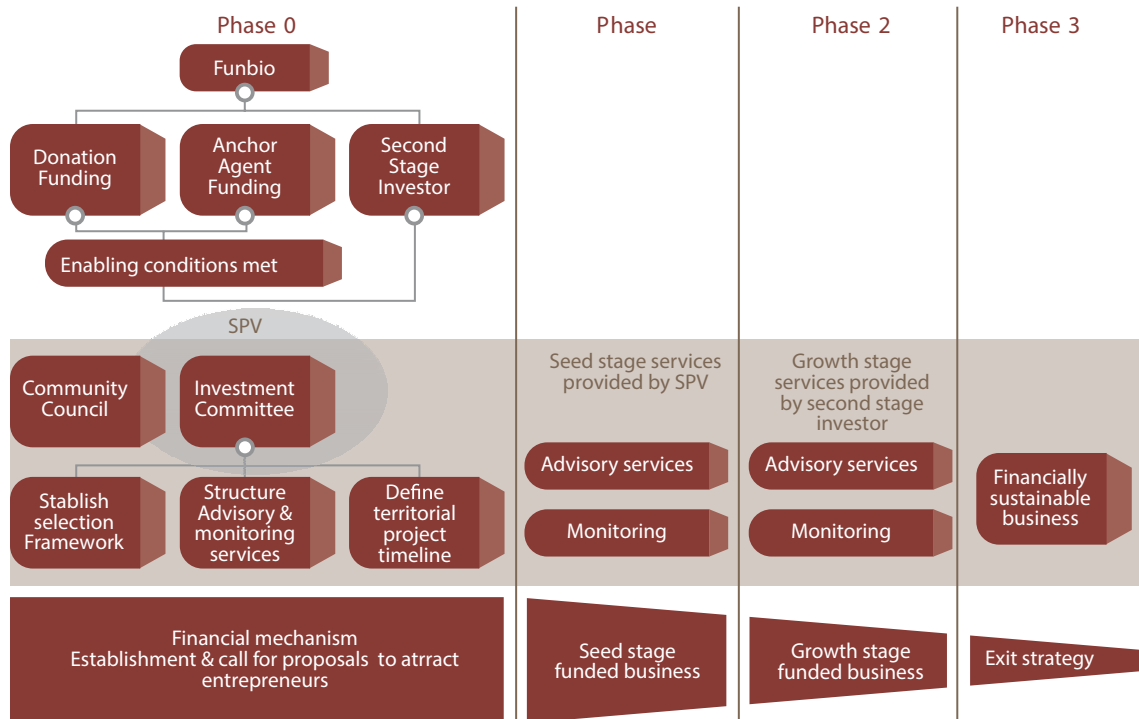 Phase 0
Phase
Phase 2
Phase 3
Funbio
Donation
Funding
Anchor
Agent
Funding
Second
Stage
Investor
Enabling conditions met
SPV
Community
Council
Investment
Committee
Seed stage services
provided by SPV
Growth stage
services provided
by second stage
investor
Stablish
selection
Framework
Structure
Advisory &
monitoring
services
Define
territorial
project
timeline
Advisory services
Monitoring
Advisory services
Monitoring
Financially
sustainable
business
Financial mechanism
Establishment & call for proposals to atrract
entrepreneurs
Seed stage
funded business
Growth stage
funded business
Exit strategy